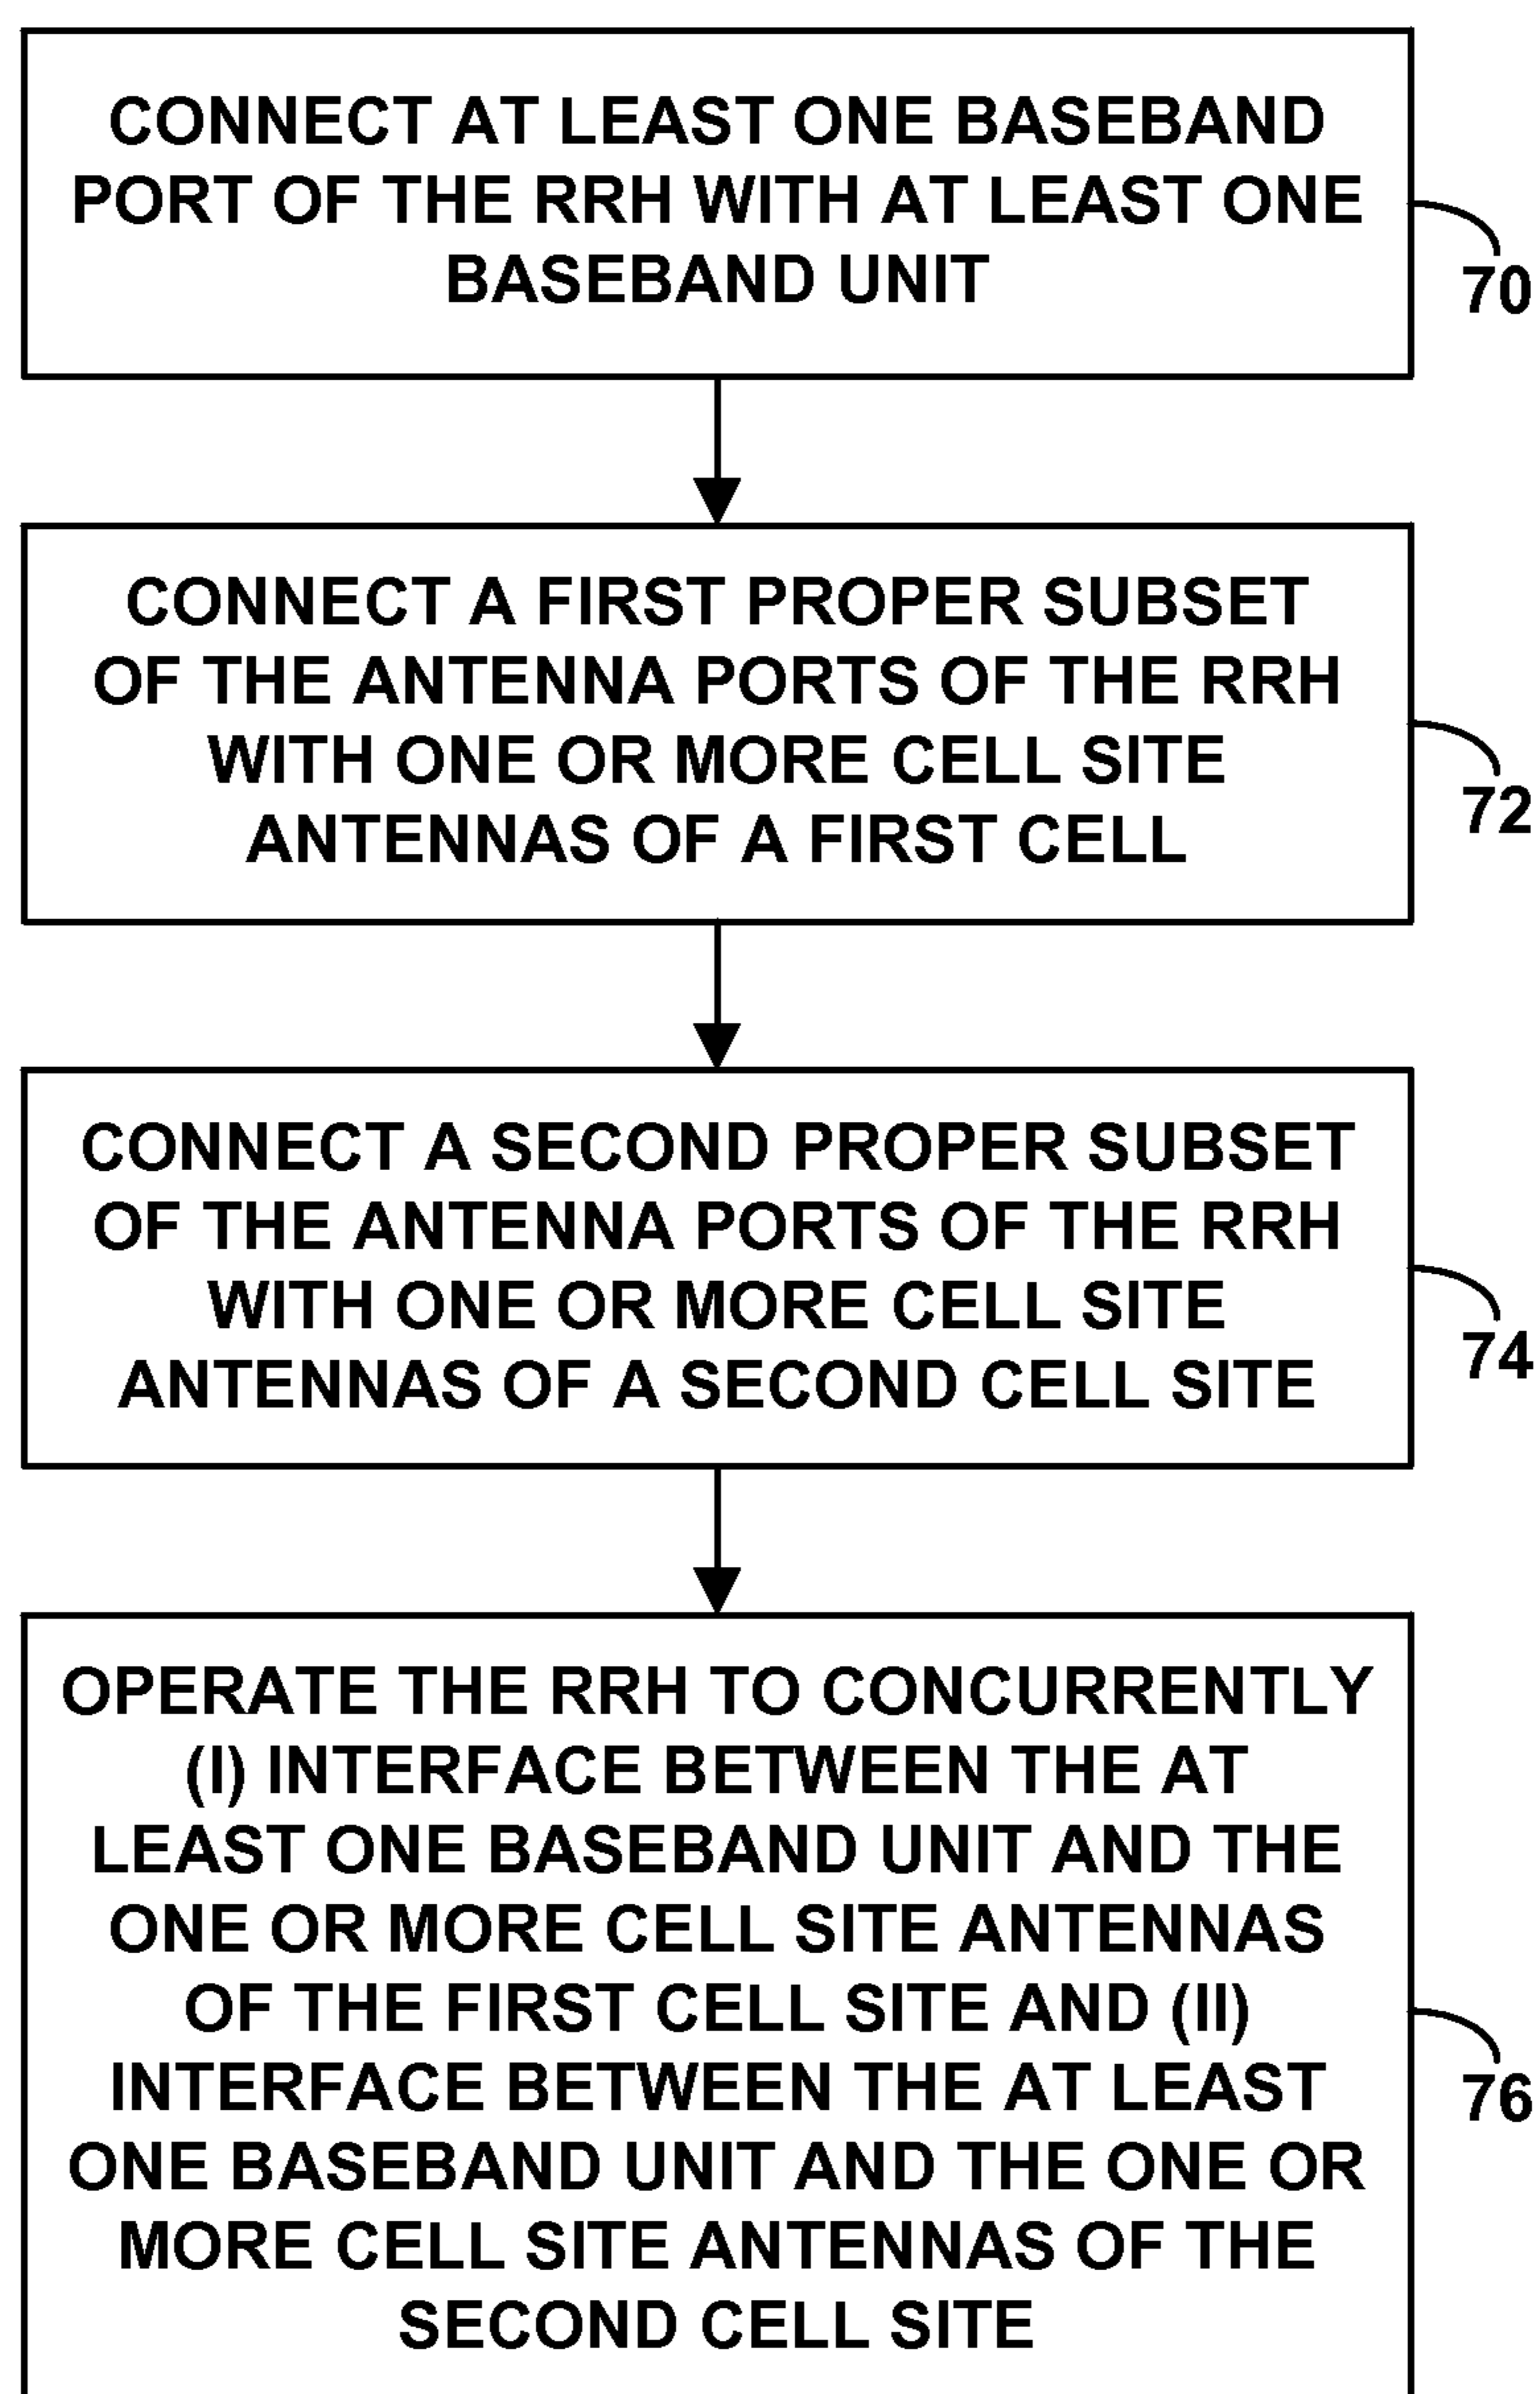 CONNECT AT LEAST ONE BASEBAND
PORT OF THE RRH WITH AT LEAST ONE
BASEBAND UNIT
70
CONNECT A FIRST PROPER SUBSET
OF THE ANTENNA PORTS OF THE RRH
WITH ONE OR MORE CELL SITE
ANTENNAS OF A FIRST CELL
72
CONNECT A SECOND PROPER SUBSET
OF THE ANTENNA PORTS OF THE RRH
WITH ONE OR MORE CELL SITE
ANTENNAS OF A SECOND CELL SITE
74
OPERATE THE RRH TO CONCURRENTLY
(I) INTERFACE BETWEEN THE AT
LEAST ONE BASEBAND UNIT AND THE
ONE OR MORE CELL SITE ANTENNAS
OF THE FIRST CELL SITE AND (II)
INTERFACE BETWEEN THE AT LEAST
ONE BASEBAND UNIT AND THE ONE OR
MORE CELL SITE ANTENNAS OF THE
SECOND CELL SITE
76